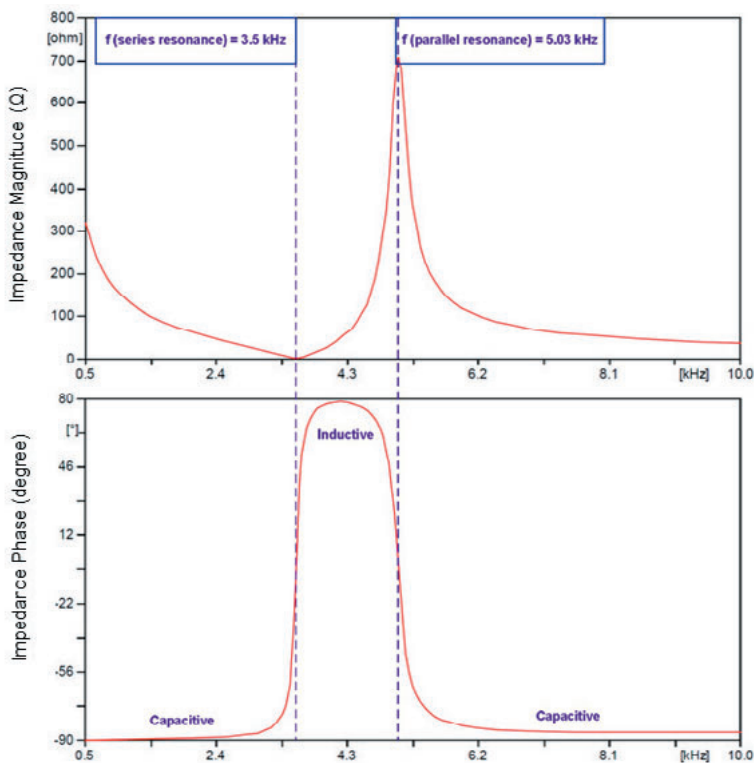 800
[ohm]
700
600
500
400
300
200
100
0
f (series resonance) = 3.5 kHz
f (parallel resonance) = 5.03 kHz
Impedance Magnituce (Ω)
0.5 2.4 4.3 6.2 8.1 [kHz] 10.0
80
[°]
46
12
-22
-56
-90
Impedance Phase (degree)
Inductive
Capacitive
Capacitive
0.5 2.4 4.3 6.2 8.1 [kHz] 10.0